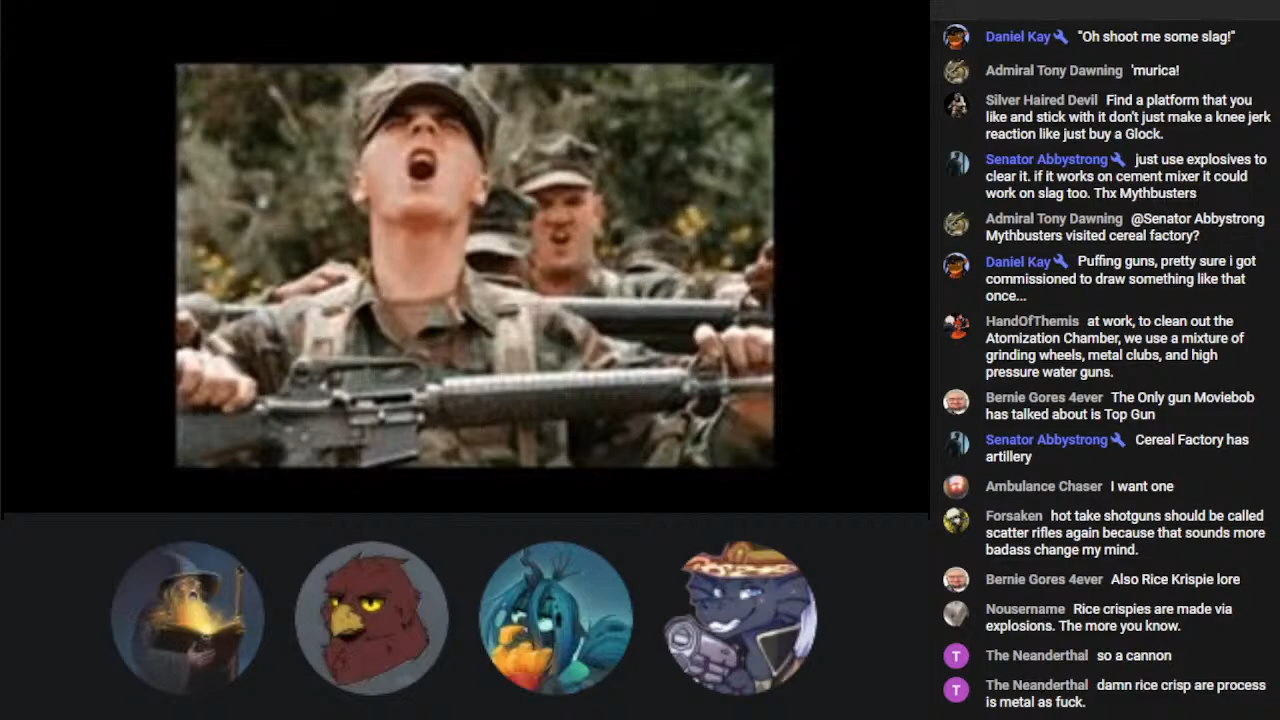 Daniel Kay "Oh shoot me some slag!"
Admiral Tony Dawning 'murica!
Silver Haired Devil Find a platform that you
like and stick with it don't just make a knee jerk
reaction like just buy a Glock.
Senator Abbystrong just use explosives to
clear it. if it works on cement mixer it could
work on slag too. Thx Mythbusters
Admiral Tony Dawning @Senator Abbystrong
Mythbusters visited cereal factory?
Daniel Kay Puffing guns, pretty sure i got
commissioned to draw something like that
once...
HandOfThemis at work, to clean out the
Atomization Chamber, we use a mixture of
grinding wheels, metal clubs, and high
pressure water guns.
Bernie Gores 4ever The Only gun Moviebob
has talked about is Top Gun
Senator Abbystrong Cereal Factory has
artillery
Ambulance Chaser I want one
Forsaken hot take shotguns should be called
scatter rifles again because that sounds more
badass change my mind.
Bernie Gores 4ever Also Rice Krispie lore
Nousername Rice crispies are made via
explosions. The more you know.
T The Neanderthal so a cannon
T The Neanderthal damn rice crisp are process
is metal as fuck.